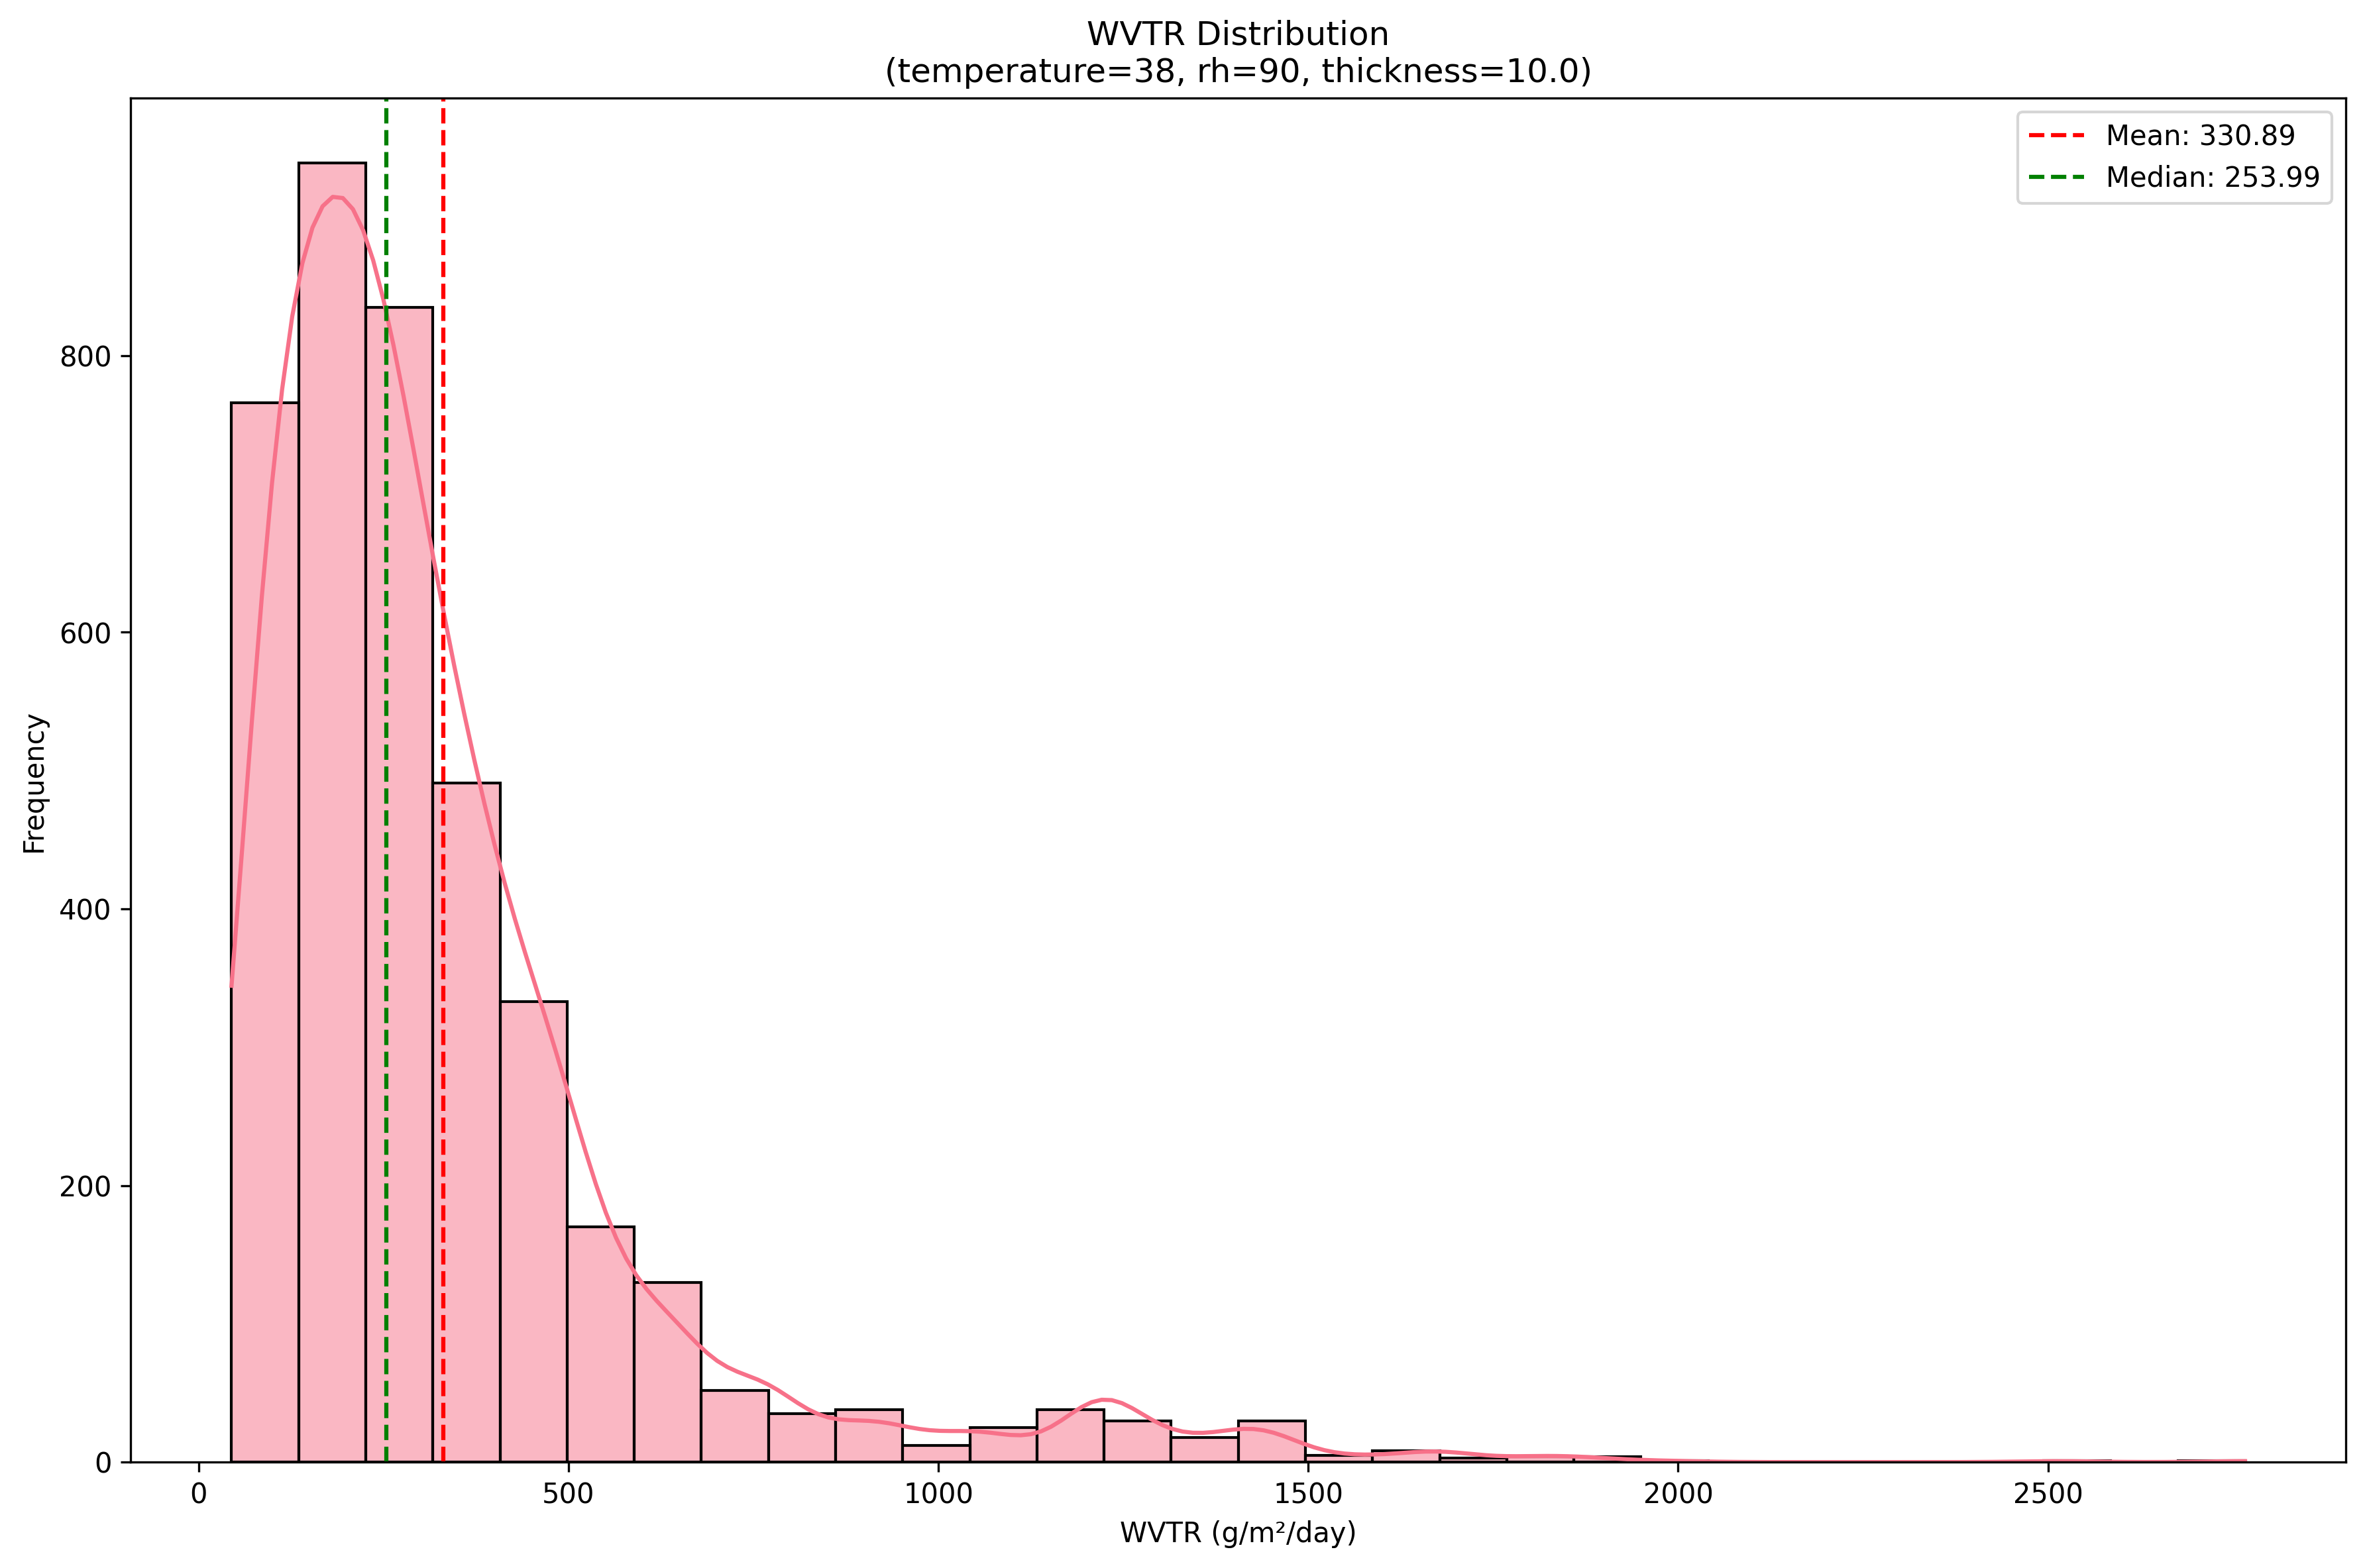 WVTR Distribution
(temperature=38, rh=90, thickness=10.0)
Mean: 330.89
Median: 253.99
Frequency
800
600
400
200
0
0 500 1000 1500 2000 2500
WVTR (g/m²/day)